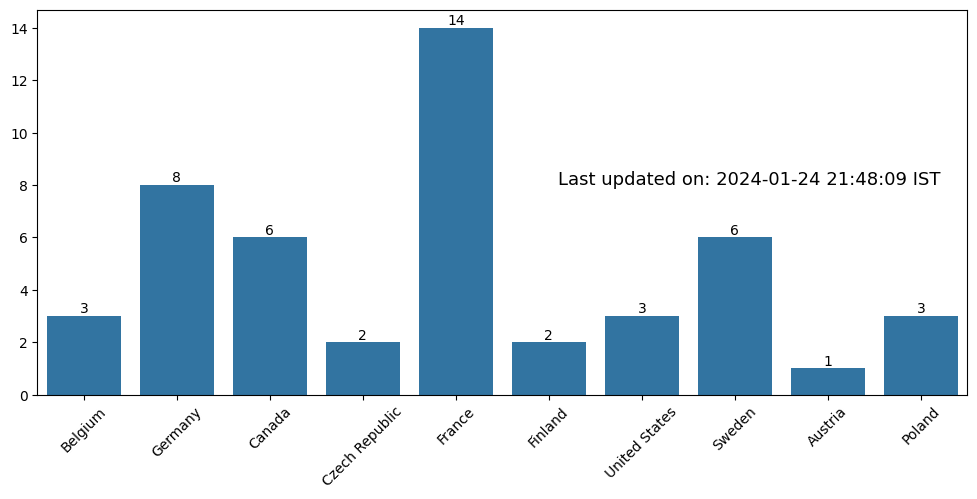 14
12
10
8
6
4
2
0
3
8
6
2
14
2
3
6
1
3
Last updated on: 2024-01-24 21:48:09 IST
Belgium
Germany
Canada
Czech Republic
France
Finland
United States
Sweden
Austria
Poland